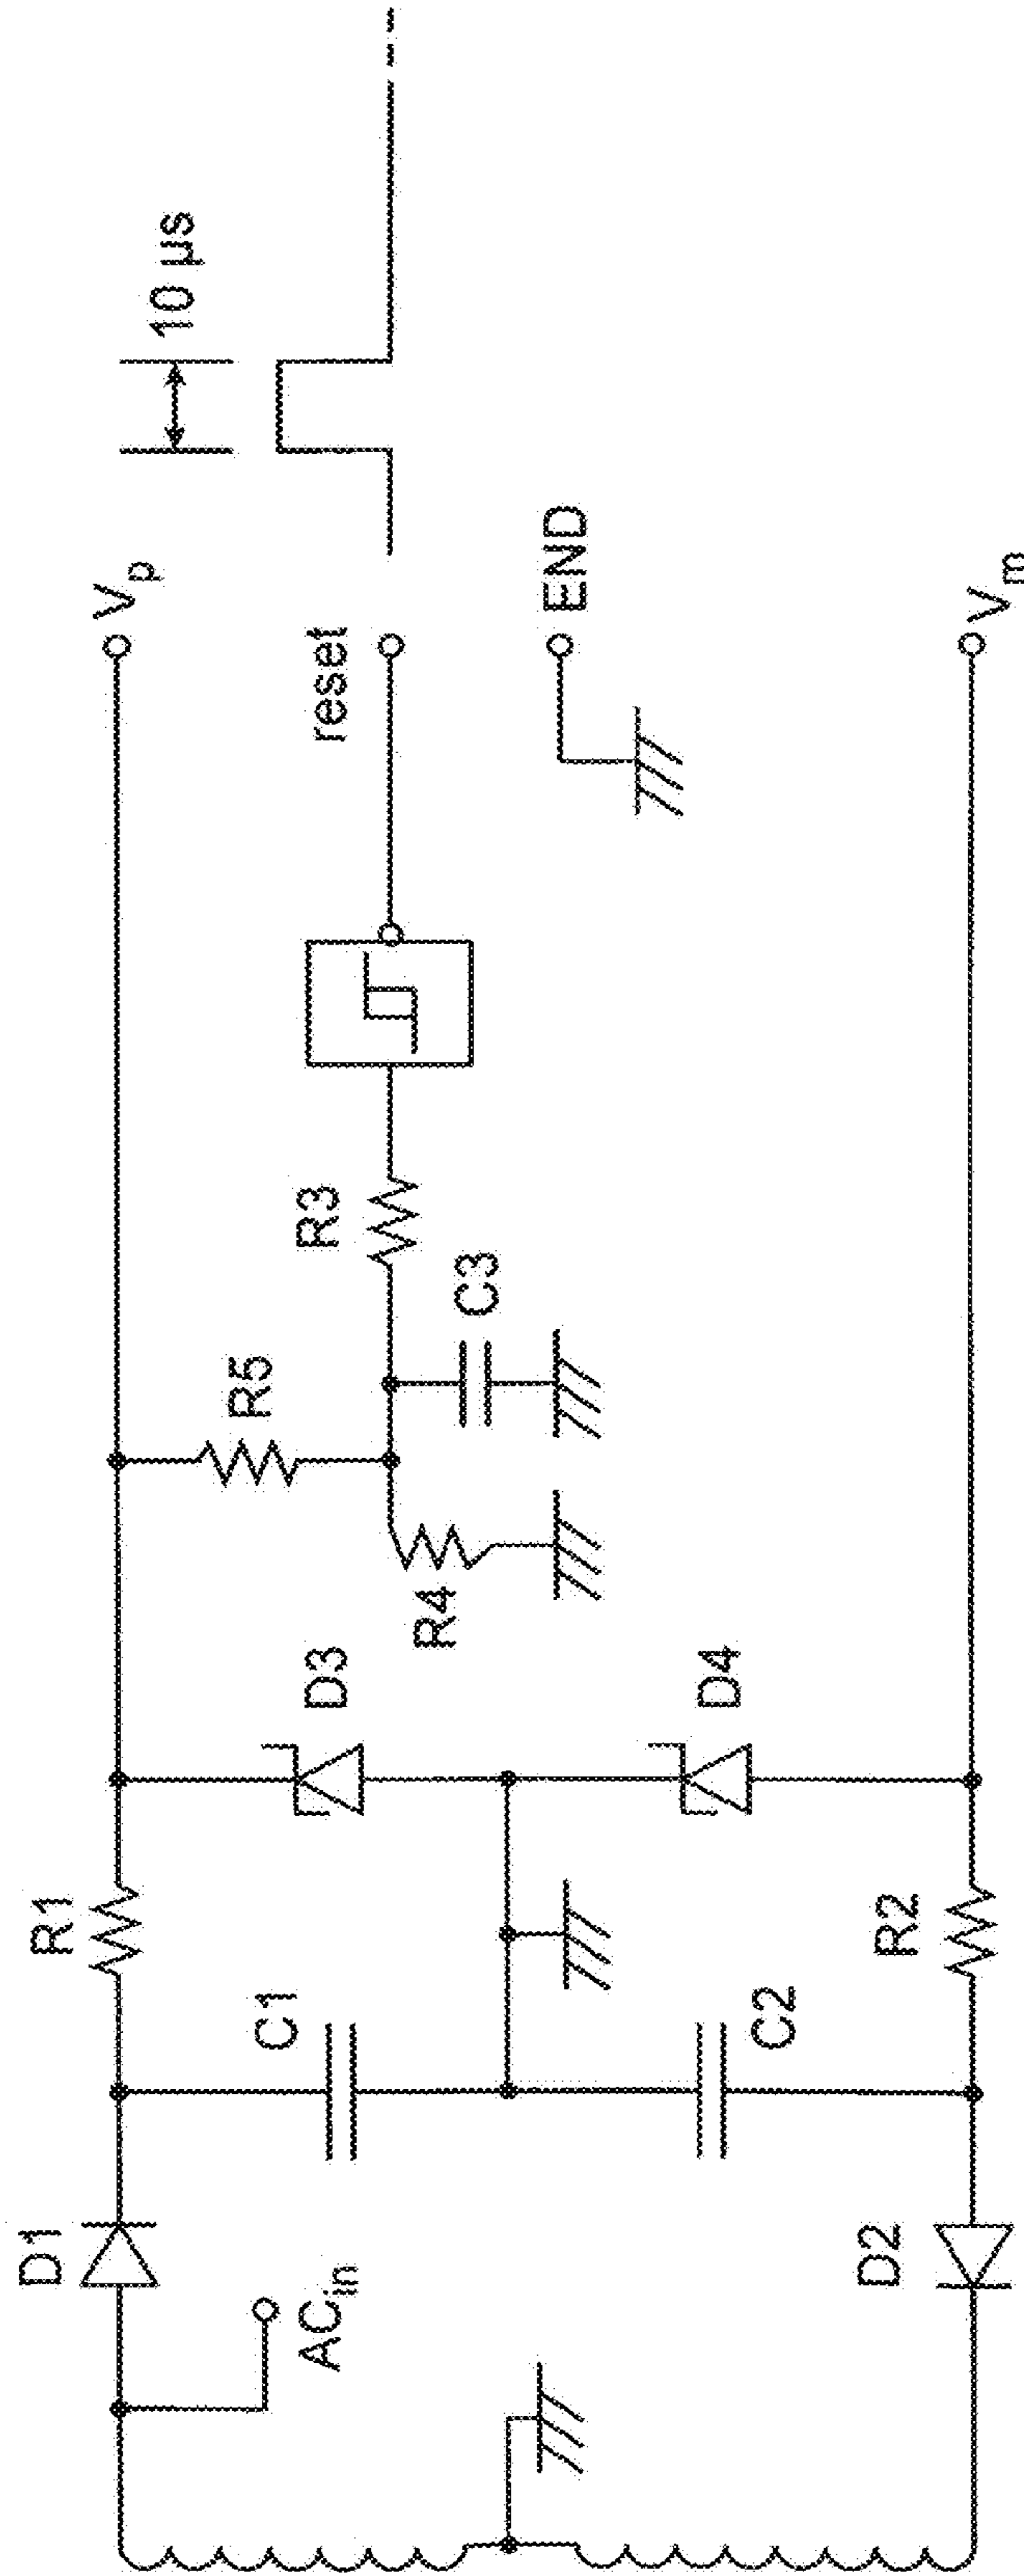 D1
R1
V_p
10 µs
AC_in
C1
D3
R5
R3
reset
R4
C3
END
C2
D4
D2
R2
V_m